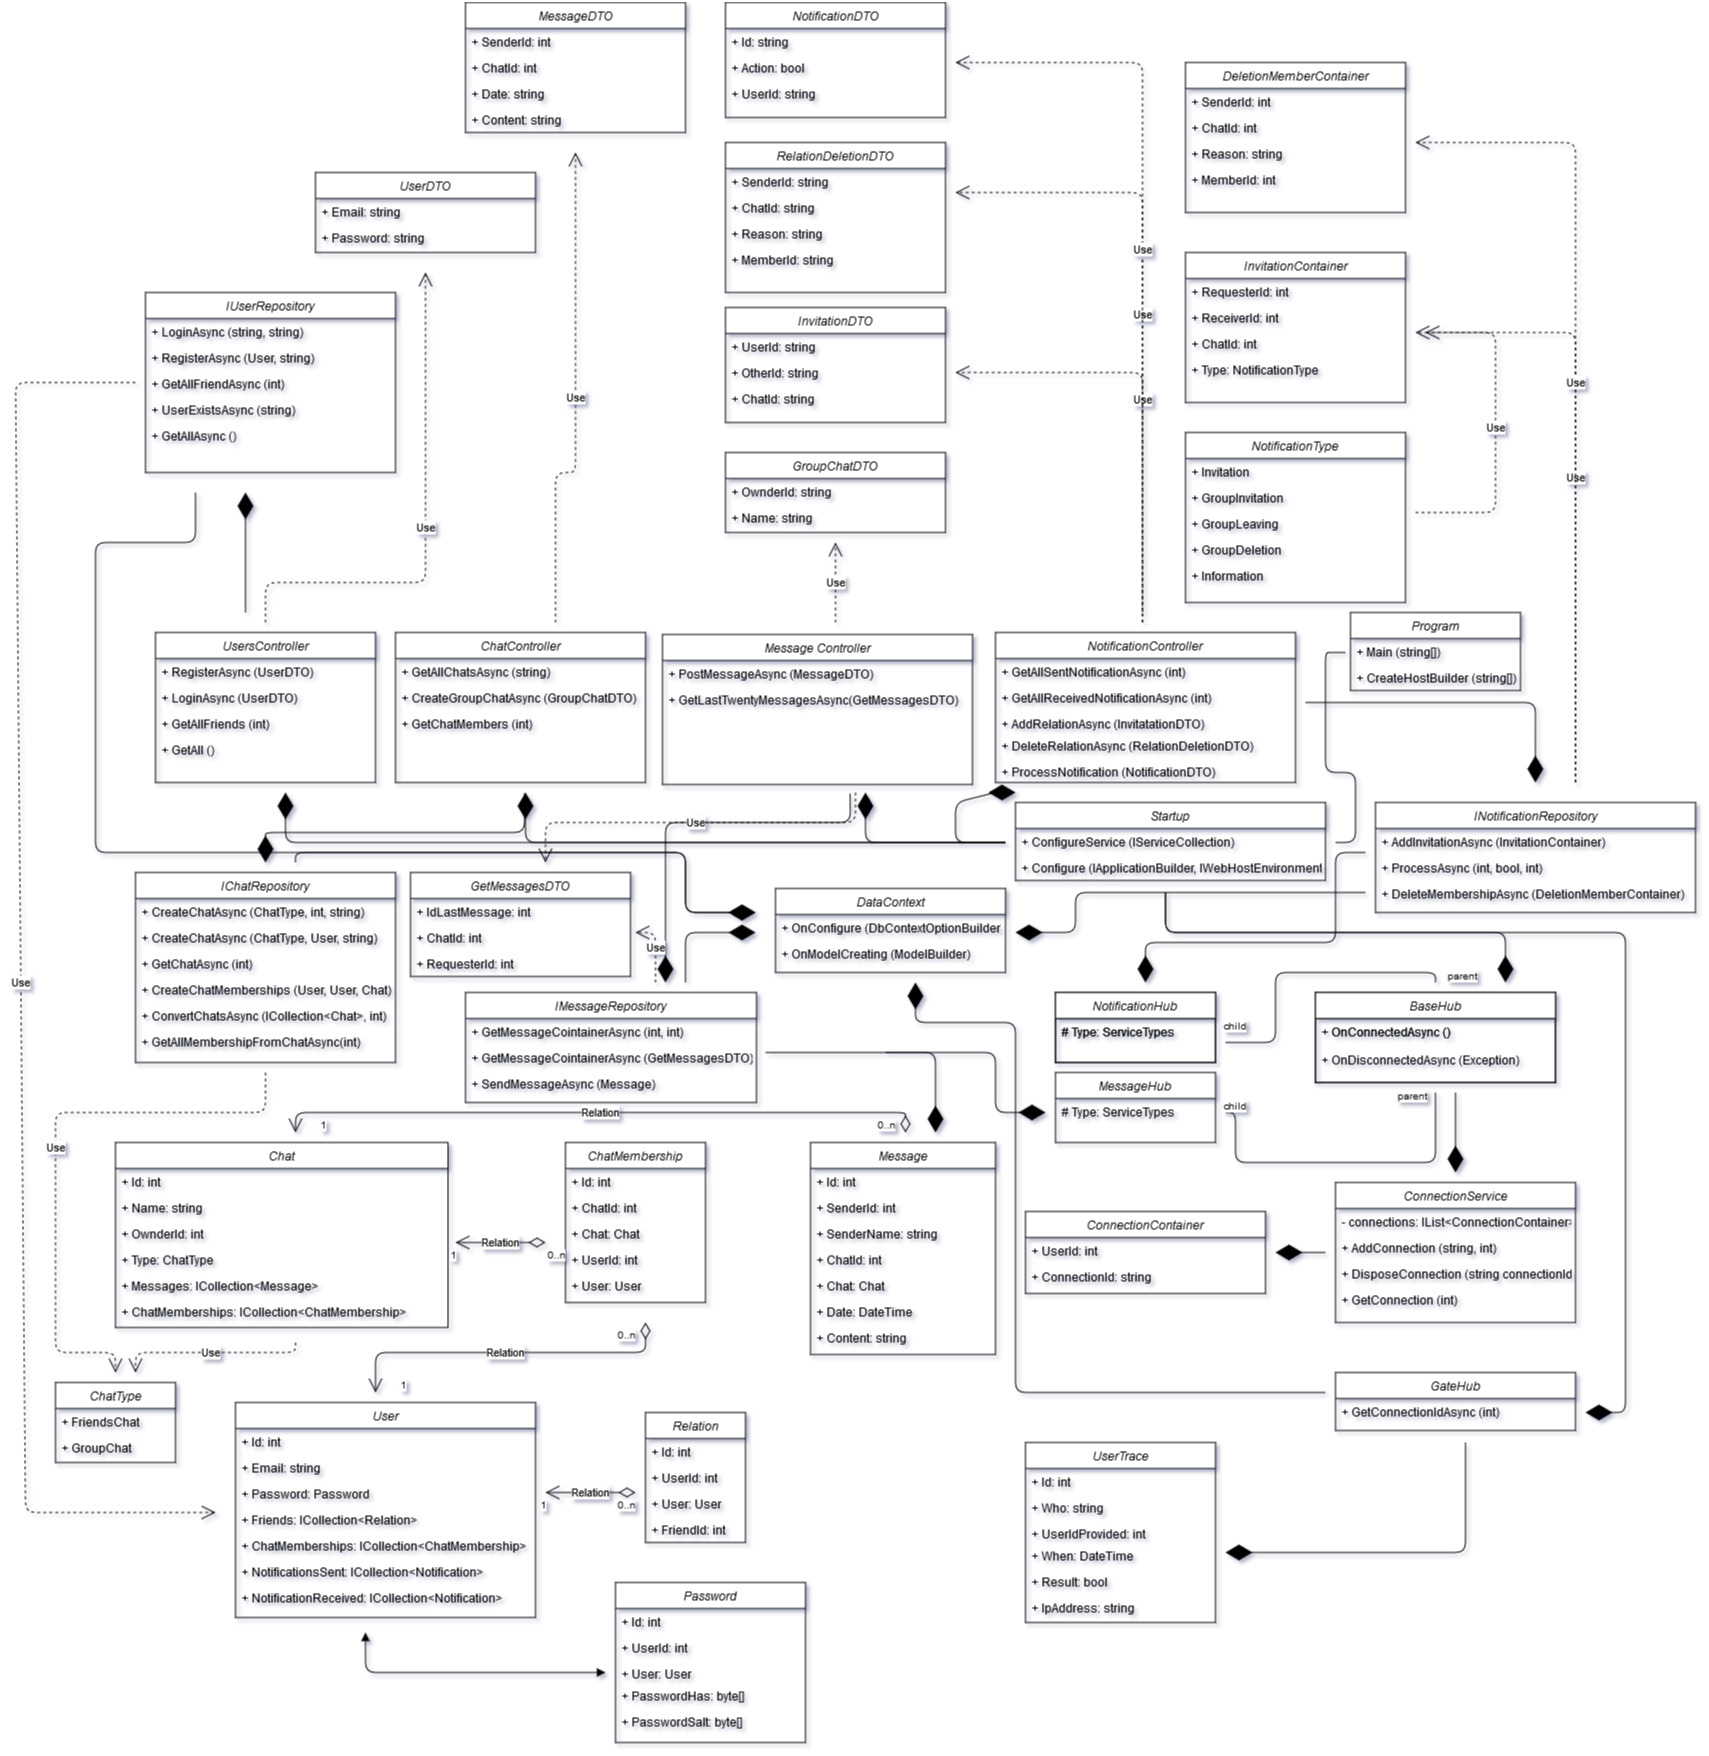 MessageDTO
+ SenderId: int
+ ChatId: int
+ Date: string
+ Content: string
NotificationDTO
+ Id: string
+ Action: bool
+ UserId: string
DeletionMemberContainer
+ SenderId: int
+ ChatId: int
+ Reason: string
+ MemberId: int
RelationDeletionDTO
+ SenderId: string
+ ChatId: string
+ Reason: string
+ MemberId: string
UserDTO
+ Email: string
+ Password: string
Use
InvitationContainer
+ RequesterId: int
+ ReceiverId: int
+ ChatId: int
+ Type: NotificationType
IUserRepository
+ LoginAsync (string, string)
+ RegisterAsync (User, string)
+ GetAllFriendAsync (int)
+ UserExistsAsync (string)
+ GetAllAsync ()
InvitationDTO
+ UserId: string
+ OtherId: string
+ ChatId: string
Use
Use
Use
Use
Use
NotificationType
+ Invitation
+ GroupInvitation
+ GroupLeaving
+ GroupDeletion
+ Information
GroupChatDTO
+ OwnderId: string
+ Name: string
Use
Use
Use
UsersController
+ RegisterAsync (UserDTO)
+ LoginAsync (UserDTO)
+ GetAllFriends (int)
+ GetAll ()
ChatController
+ GetAllChatsAsync (string)
+ CreateGroupChatAsync (GroupChatDTO)
+ GetChatMembers (int)
Message Controller
+ PostMessageAsync (MessageDTO)
+ GetLastTwentyMessagesAsync(GetMessagesDTO)
NotificationController
+ GetAllSentNotificationAsync (int)
+ GetAllReceivedNotificationAsync (int)
+ AddRelationAsync (InvitatationDTO)
+ DeleteRelationAsync (RelationDeletionDTO)
+ ProcessNotification (NotificationDTO)
Program
+ Main (string[])
+ CreateHostBuilder (string[])
Use
Startup
+ ConfigureService (IServiceCollection)
+ Configure (IApplicationBuilder, IWebHostEnvironment
INotificationRepository
+ AddInvitationAsync (InvitationContainer)
+ ProcessAsync (int, bool, int)
+ DeleteMembershipAsync (DeletionMemberContainer)
IChatRepository
+ CreateChatAsync (ChatType, int, string)
+ CreateChatAsync (ChatType, User, string)
+ GetChatAsync (int)
+ CreateChatMemberships (User, User, Chat)
+ ConvertChatsAsync (ICollection<Chat>, int)
+ GetAllMembershipFromChatAsync(int)
GetMessagesDTO
+ IdLastMessage: int
+ ChatId: int
+ RequesterId: int
Use
DataContext
+ OnConfigure (DbContextOptionBuilder
+ OnModelCreating (ModelBuilder)
Use
IMessageRepository
+ GetMessageCointainerAsync (int, int)
+ GetMessageCointainerAsync (GetMessagesDTO)
+ SendMessageAsync (Message)
NotificationHub
# Type: ServiceTypes
child
parent
BaseHub
+ OnConnectedAsync ()
+ OnDisconnectedAsync (Exception)
MessageHub
# Type: ServiceTypes
child
parent
Relation
1
0..n
Use
Chat
+ Id: int
+ Name: string
+ OwnderId: int
+ Type: ChatType
+ Messages: ICollection<Message>
+ ChatMemberships: ICollection<ChatMembership>
Relation
1
0..n
ChatMembership
+ Id: int
+ ChatId: int
+ Chat: Chat
+ UserId: int
+ User: User
Message
+ Id: int
+ SenderId: int
+ SenderName: string
+ ChatId: int
+ Chat: Chat
+ Date: DateTime
+ Content: string
ConnectionContainer
+ UserId: int
+ ConnectionId: string
ConnectionService
- connections: IList<ConnectionContainer>
+ AddConnection (string, int)
+ DisposeConnection (string connectionId
+ GetConnection (int)
Use
0..n
Relation
1
ChatType
+ FriendsChat
+ GroupChat
GateHub
+ GetConnectionIdAsync (int)
User
+ Id: int
+ Email: string
+ Password: Password
+ Friends: ICollection<Relation>
+ ChatMemberships: ICollection<ChatMembership>
+ NotificationsSent: ICollection<Notification>
+ NotificationReceived: ICollection<Notification>
Relation
1
0..n
Relation
+ Id: int
+ UserId: int
+ User: User
+ FriendId: int
UserTrace
+ Id: int
+ Who: string
+ UserIdProvided: int
+ When: DateTime
+ Result: bool
+ IpAddress: string
Password
+ Id: int
+ UserId: int
+ User: User
+ PasswordHas: byte[]
+ PasswordSalt: byte[]